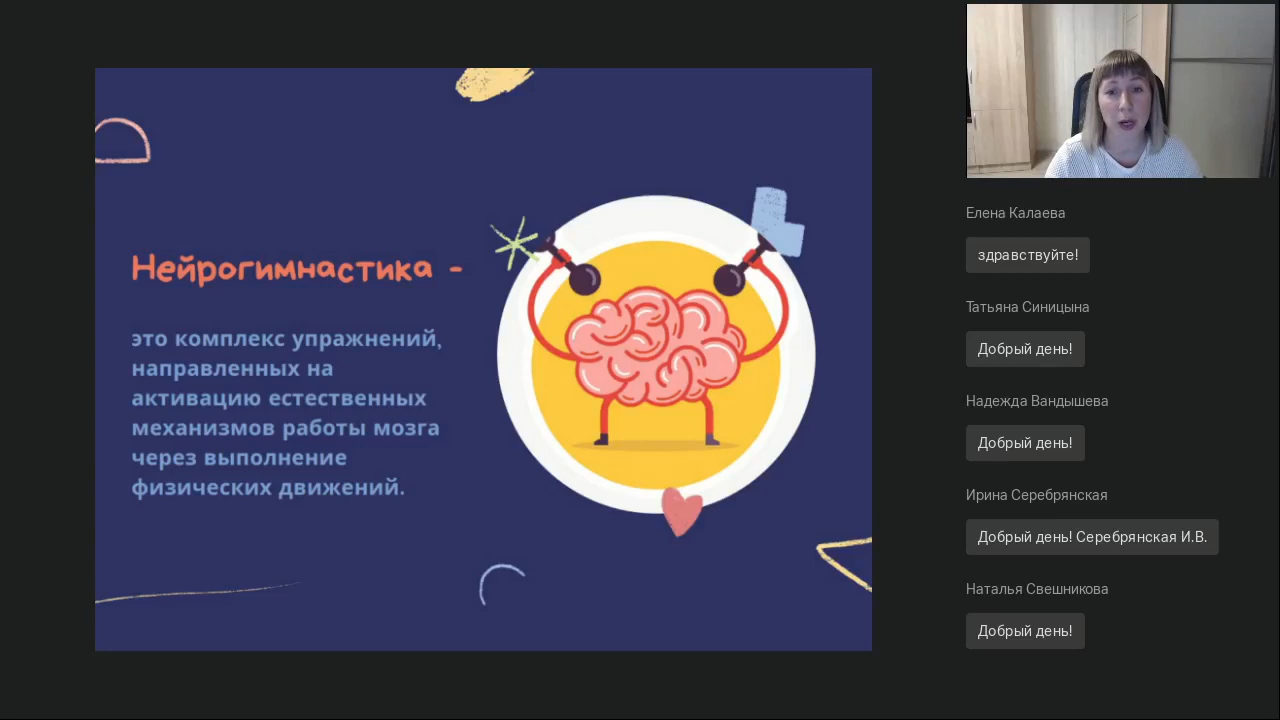 Нейрогимнастика -
это комплекс упражнений,
направленных на
активацию естественных
механизмов работы мозга
через выполнение
физических движений.
Елена Калаева
здравствуйте!
Татьяна Синицына
Добрый день!
Надежда Вандышева
Добрый день!
Ирина Серебрянская
Добрый день! Серебрянская И.В.
Наталья Свешникова
Добрый день!